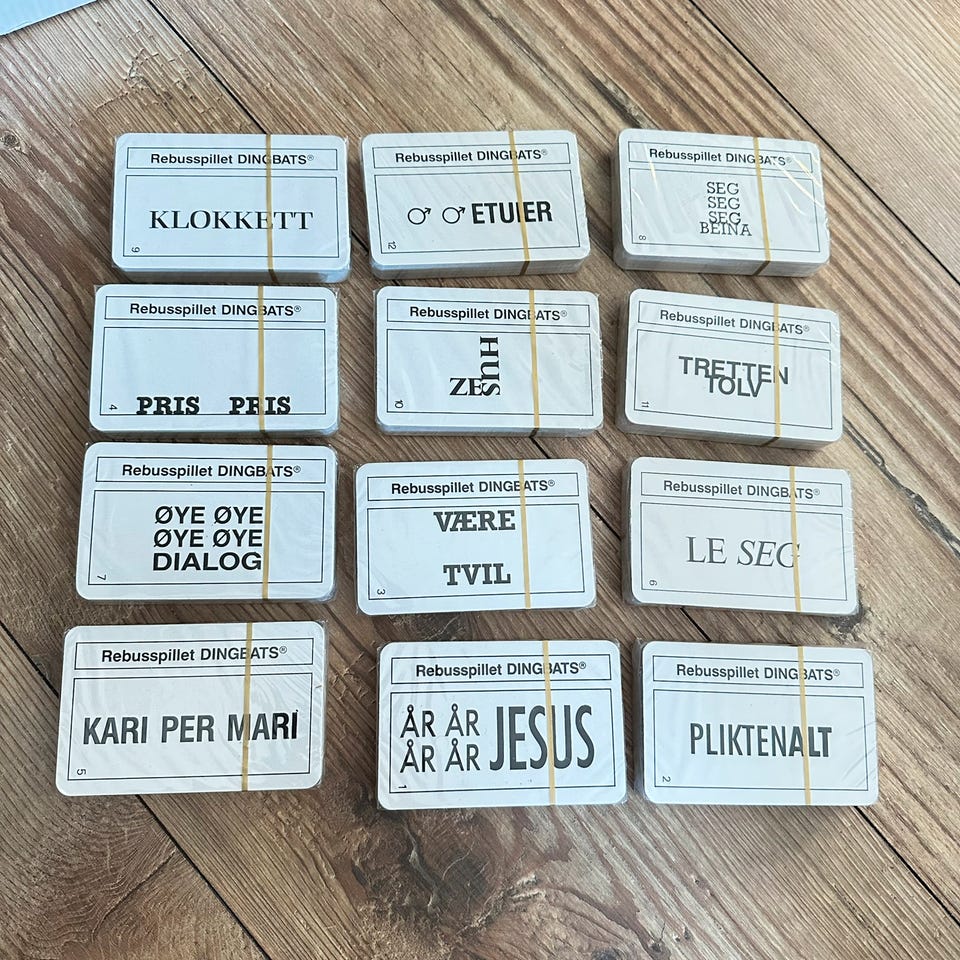 Rebusspillet DINGBATS®
KLOKKETT
9
Rebusspillet DINGBATS®
♂ ♂ ETUIER
12
Rebusspillet DINGBATS®
SEG
SEG
SEG
BEINA
8
Rebusspillet DINGBATS®
PRIS PRIS
4
Rebusspillet DINGBATS®
HUS
ZES
10
Rebusspillet DINGBATS®
TRETTEN
TOLV
11
Rebusspillet DINGBATS®
ØYE ØYE
ØYE ØYE
DIALOG
7
Rebusspillet DINGBATS®
VÆRE
TVIL
3
Rebusspillet DINGBATS®
LE SEG
6
Rebusspillet DINGBATS®
KARI PER MARI
5
Rebusspillet DINGBATS®
ÅR ÅR JESUS
ÅR ÅR
1
Rebusspillet DINGBATS®
PLIKTENALT
2